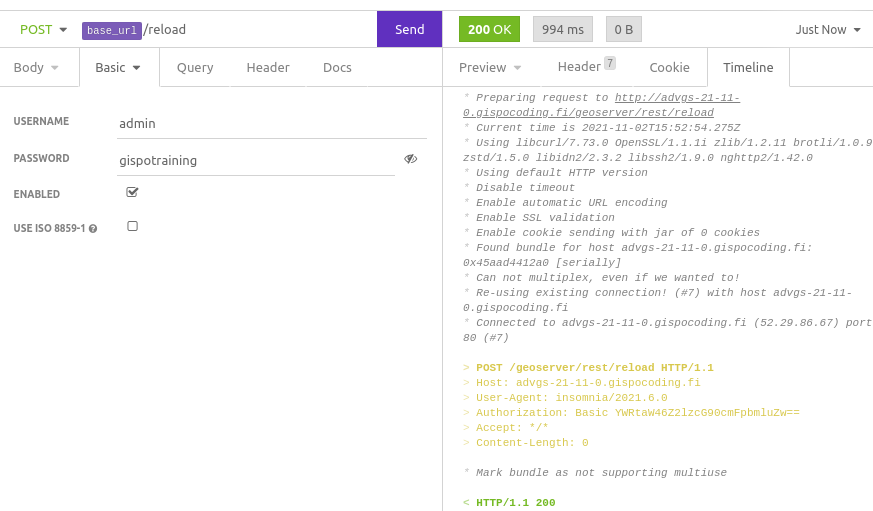 POST base_url /reload Send 200 OK 994 ms 0 B Just Now
Body Basic Query Header Docs Preview Header 7 Cookie Timeline
USERNAME admin
PASSWORD gispotraining
ENABLED
USE ISO 8859-1
* Preparing request to http://advgs-21-11-
0.gispocoding.fi/geoserver/rest/reload
* Current time is 2021-11-02T15:52:54.275Z
* Using libcurl/7.73.0 OpenSSL/1.1.1i zlib/1.2.11 brotli/1.0.9
zstd/1.5.0 libidn2/2.3.2 libssh2/1.9.0 nghttp2/1.42.0
* Using default HTTP version
* Disable timeout
* Enable automatic URL encoding
* Enable SSL validation
* Enable cookie sending with jar of 0 cookies
* Found bundle for host advgs-21-11-0.gispocoding.fi:
0x45aad4412a0 [serially]
* Can not multiplex, even if we wanted to!
* Re-using existing connection! (#7) with host advgs-21-11-
0.gispocoding.fi
* Connected to advgs-21-11-0.gispocoding.fi (52.29.86.67) port
80 (#7)
> POST /geoserver/rest/reload HTTP/1.1
> Host: advgs-21-11-0.gispocoding.fi
> User-Agent: insomnia/2021.6.0
> Authorization: Basic YWRtaW46Z2lzcG90cmFpbmluZw==
> Accept: */*
> Content-Length: 0
* Mark bundle as not supporting multiuse
< HTTP/1.1 200